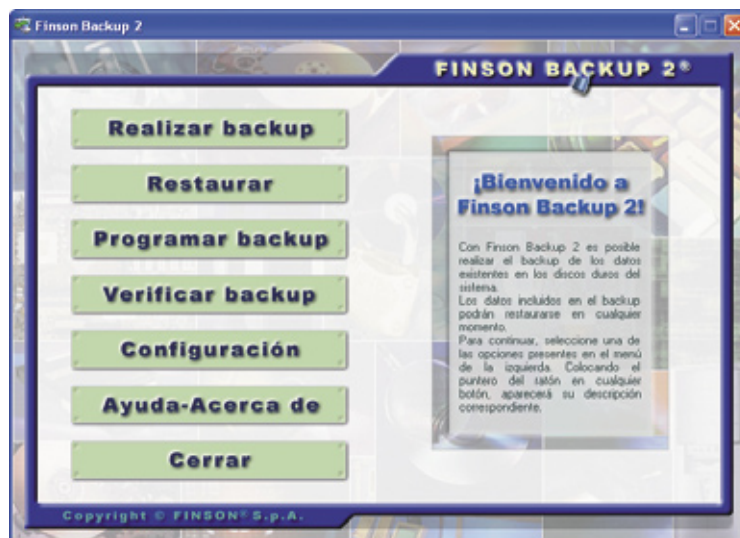 Finson Backup 2
FINSON BACKUP 2®
Realizar backup
Restaurar
Programar backup
Verificar backup
Configuración
Ayuda-Acerca de
Cerrar
¡Bienvenido a
Finson Backup 2!
Con Finson Backup 2 es posible
realizar el backup de los datos
existentes en los discos duros del
sistema.
Los datos incluidos en el backup
podrán restaurarse en cualquier
momento.
Para continuar, seleccione una de
las opciones presentes en el menú
de la izquierda. Colocando el
puntero del ratón en cualquier
botón, aparecerá su descripción
correspondiente.
Copyright © FINSON® S.p.A.